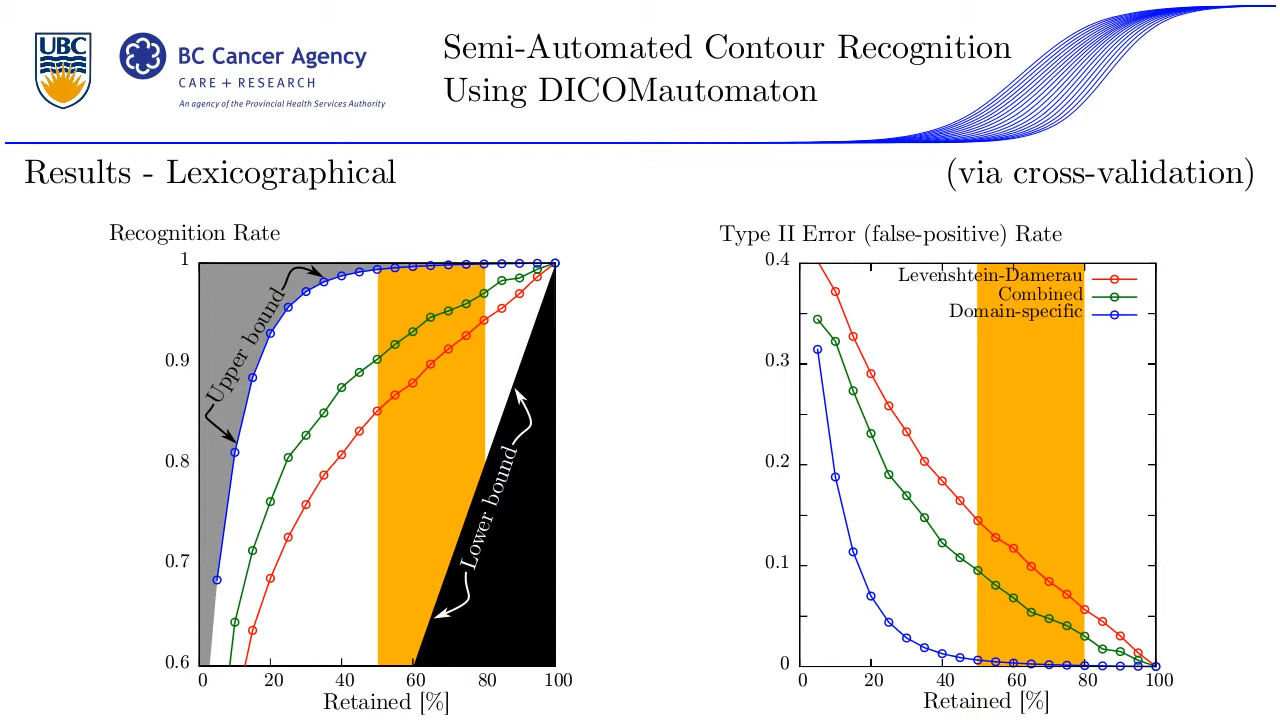 UBC
BC Cancer Agency
CARE + RESEARCH
An agency of the Provincial Health Services Authority
Semi-Automated Contour Recognition
Using DICOMautomaton
Results - Lexicographical
(via cross-validation)
Recognition Rate
1
0.9
0.8
0.7
0.6
Upper bound
Lower bound
0 20 40 60 80 100
Retained [%]
Type II Error (false-positive) Rate
0.4
0.3
0.2
0.1
0
Levenshtein-Damerau
Combined
Domain-specific
0 20 40 60 80 100
Retained [%]